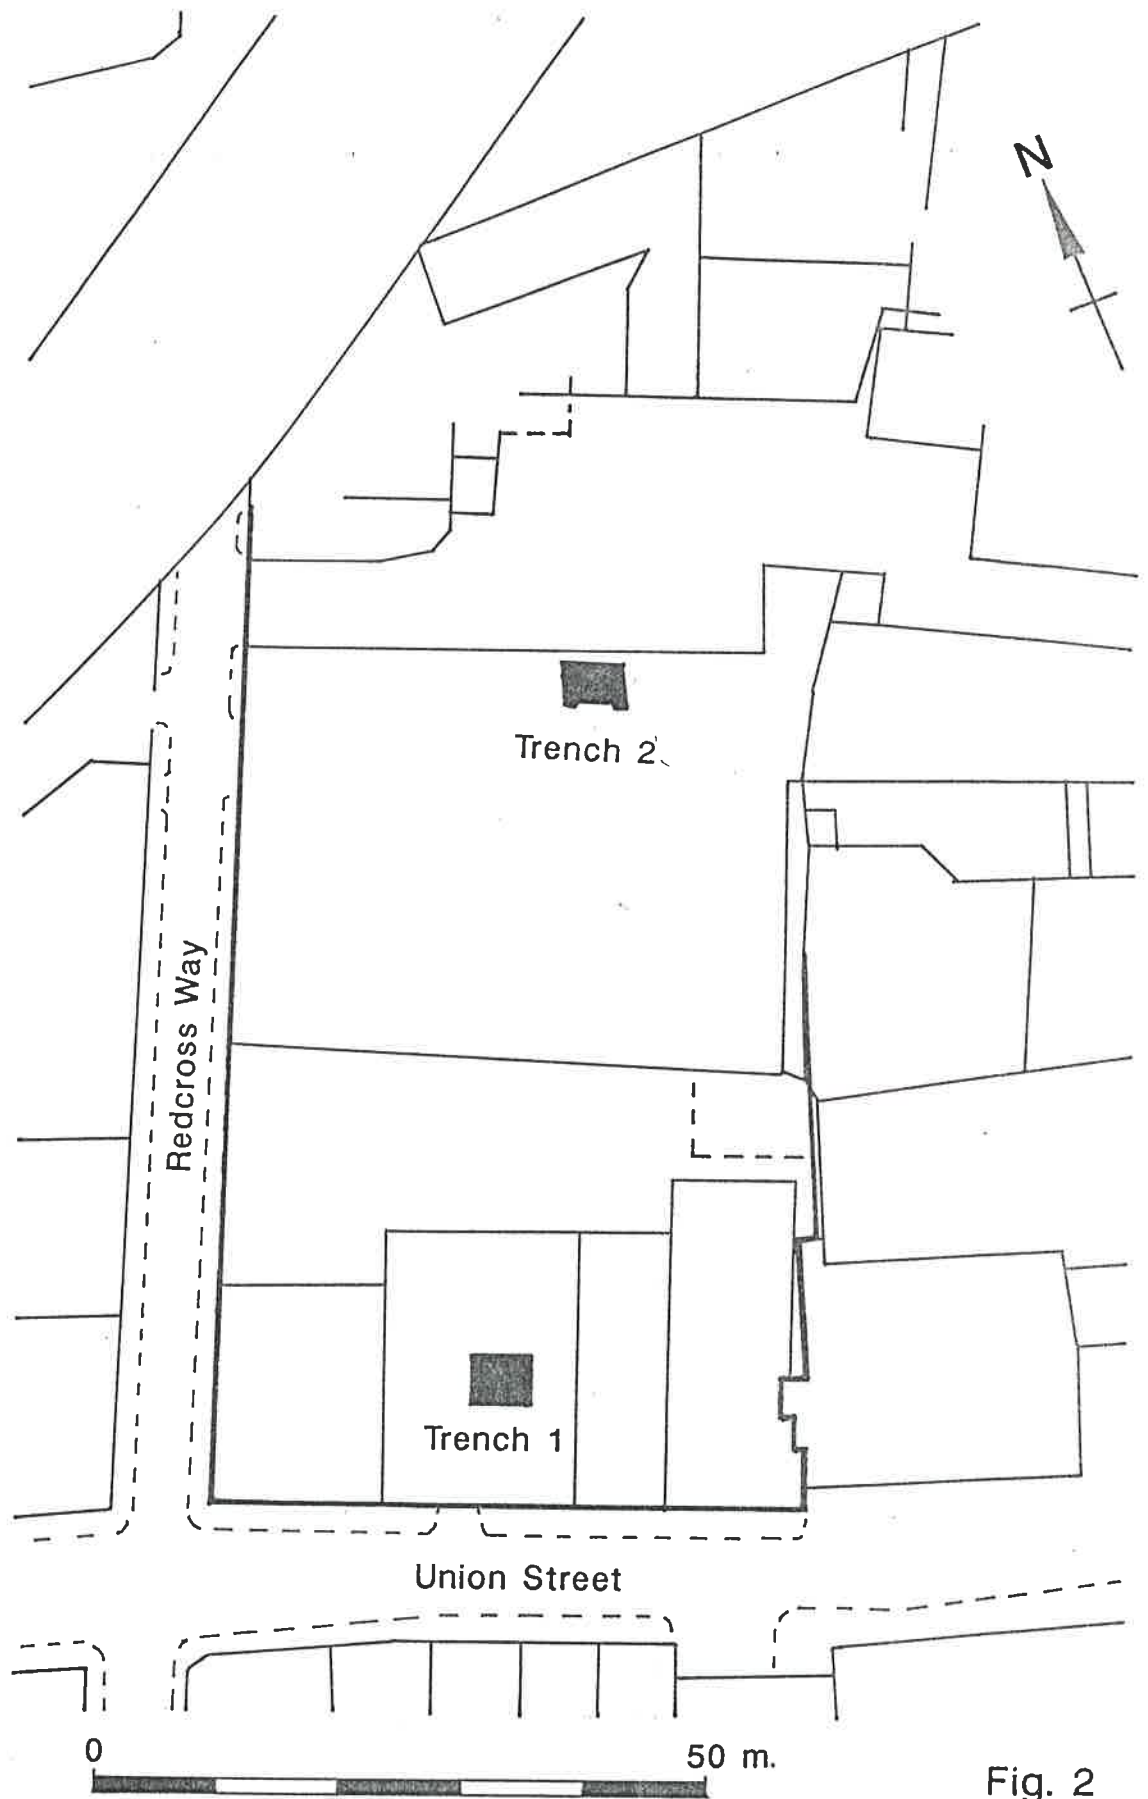 N
Trench 2
Redcross Way
Trench 1
Union Street
0 50 m.
Fig. 2